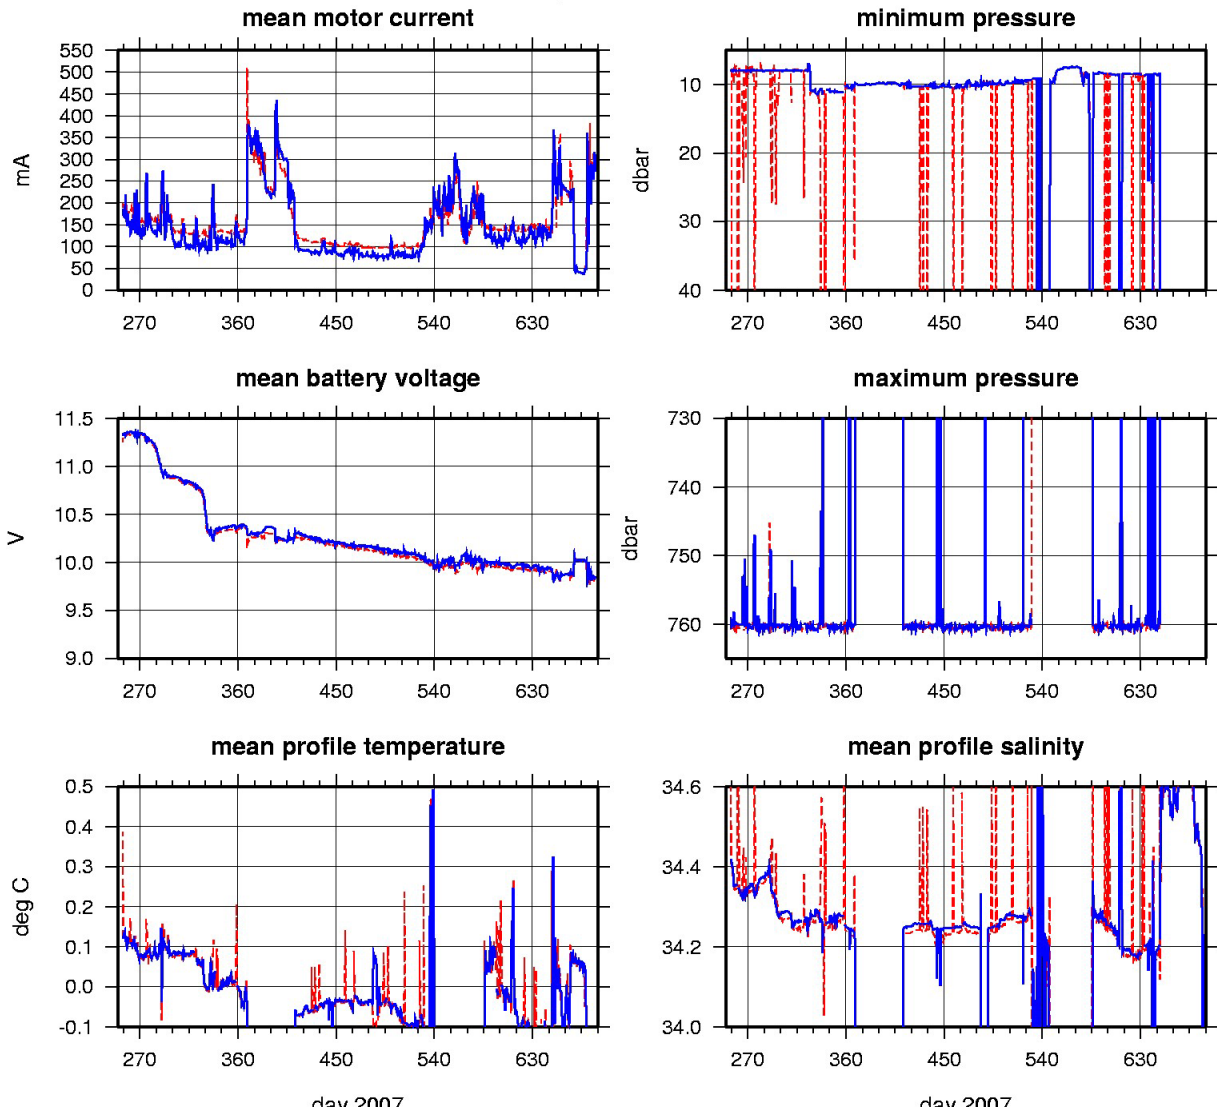 mean motor current
mA
550
500
450
400
350
300
250
200
150
100
50
0
270 360 450 540 630
minimum pressure
dbar
10
20
30
40
270 360 450 540 630
mean battery voltage
V
11.5
11.0
10.5
10.0
9.5
9.0
270 360 450 540 630
maximum pressure
dbar
730
740
750
760
270 360 450 540 630
mean profile temperature
deg C
0.5
0.4
0.3
0.2
0.1
0.0
-0.1
270 360 450 540 630
day 2007
mean profile salinity
34.6
34.4
34.2
34.0
270 360 450 540 630
day 2007